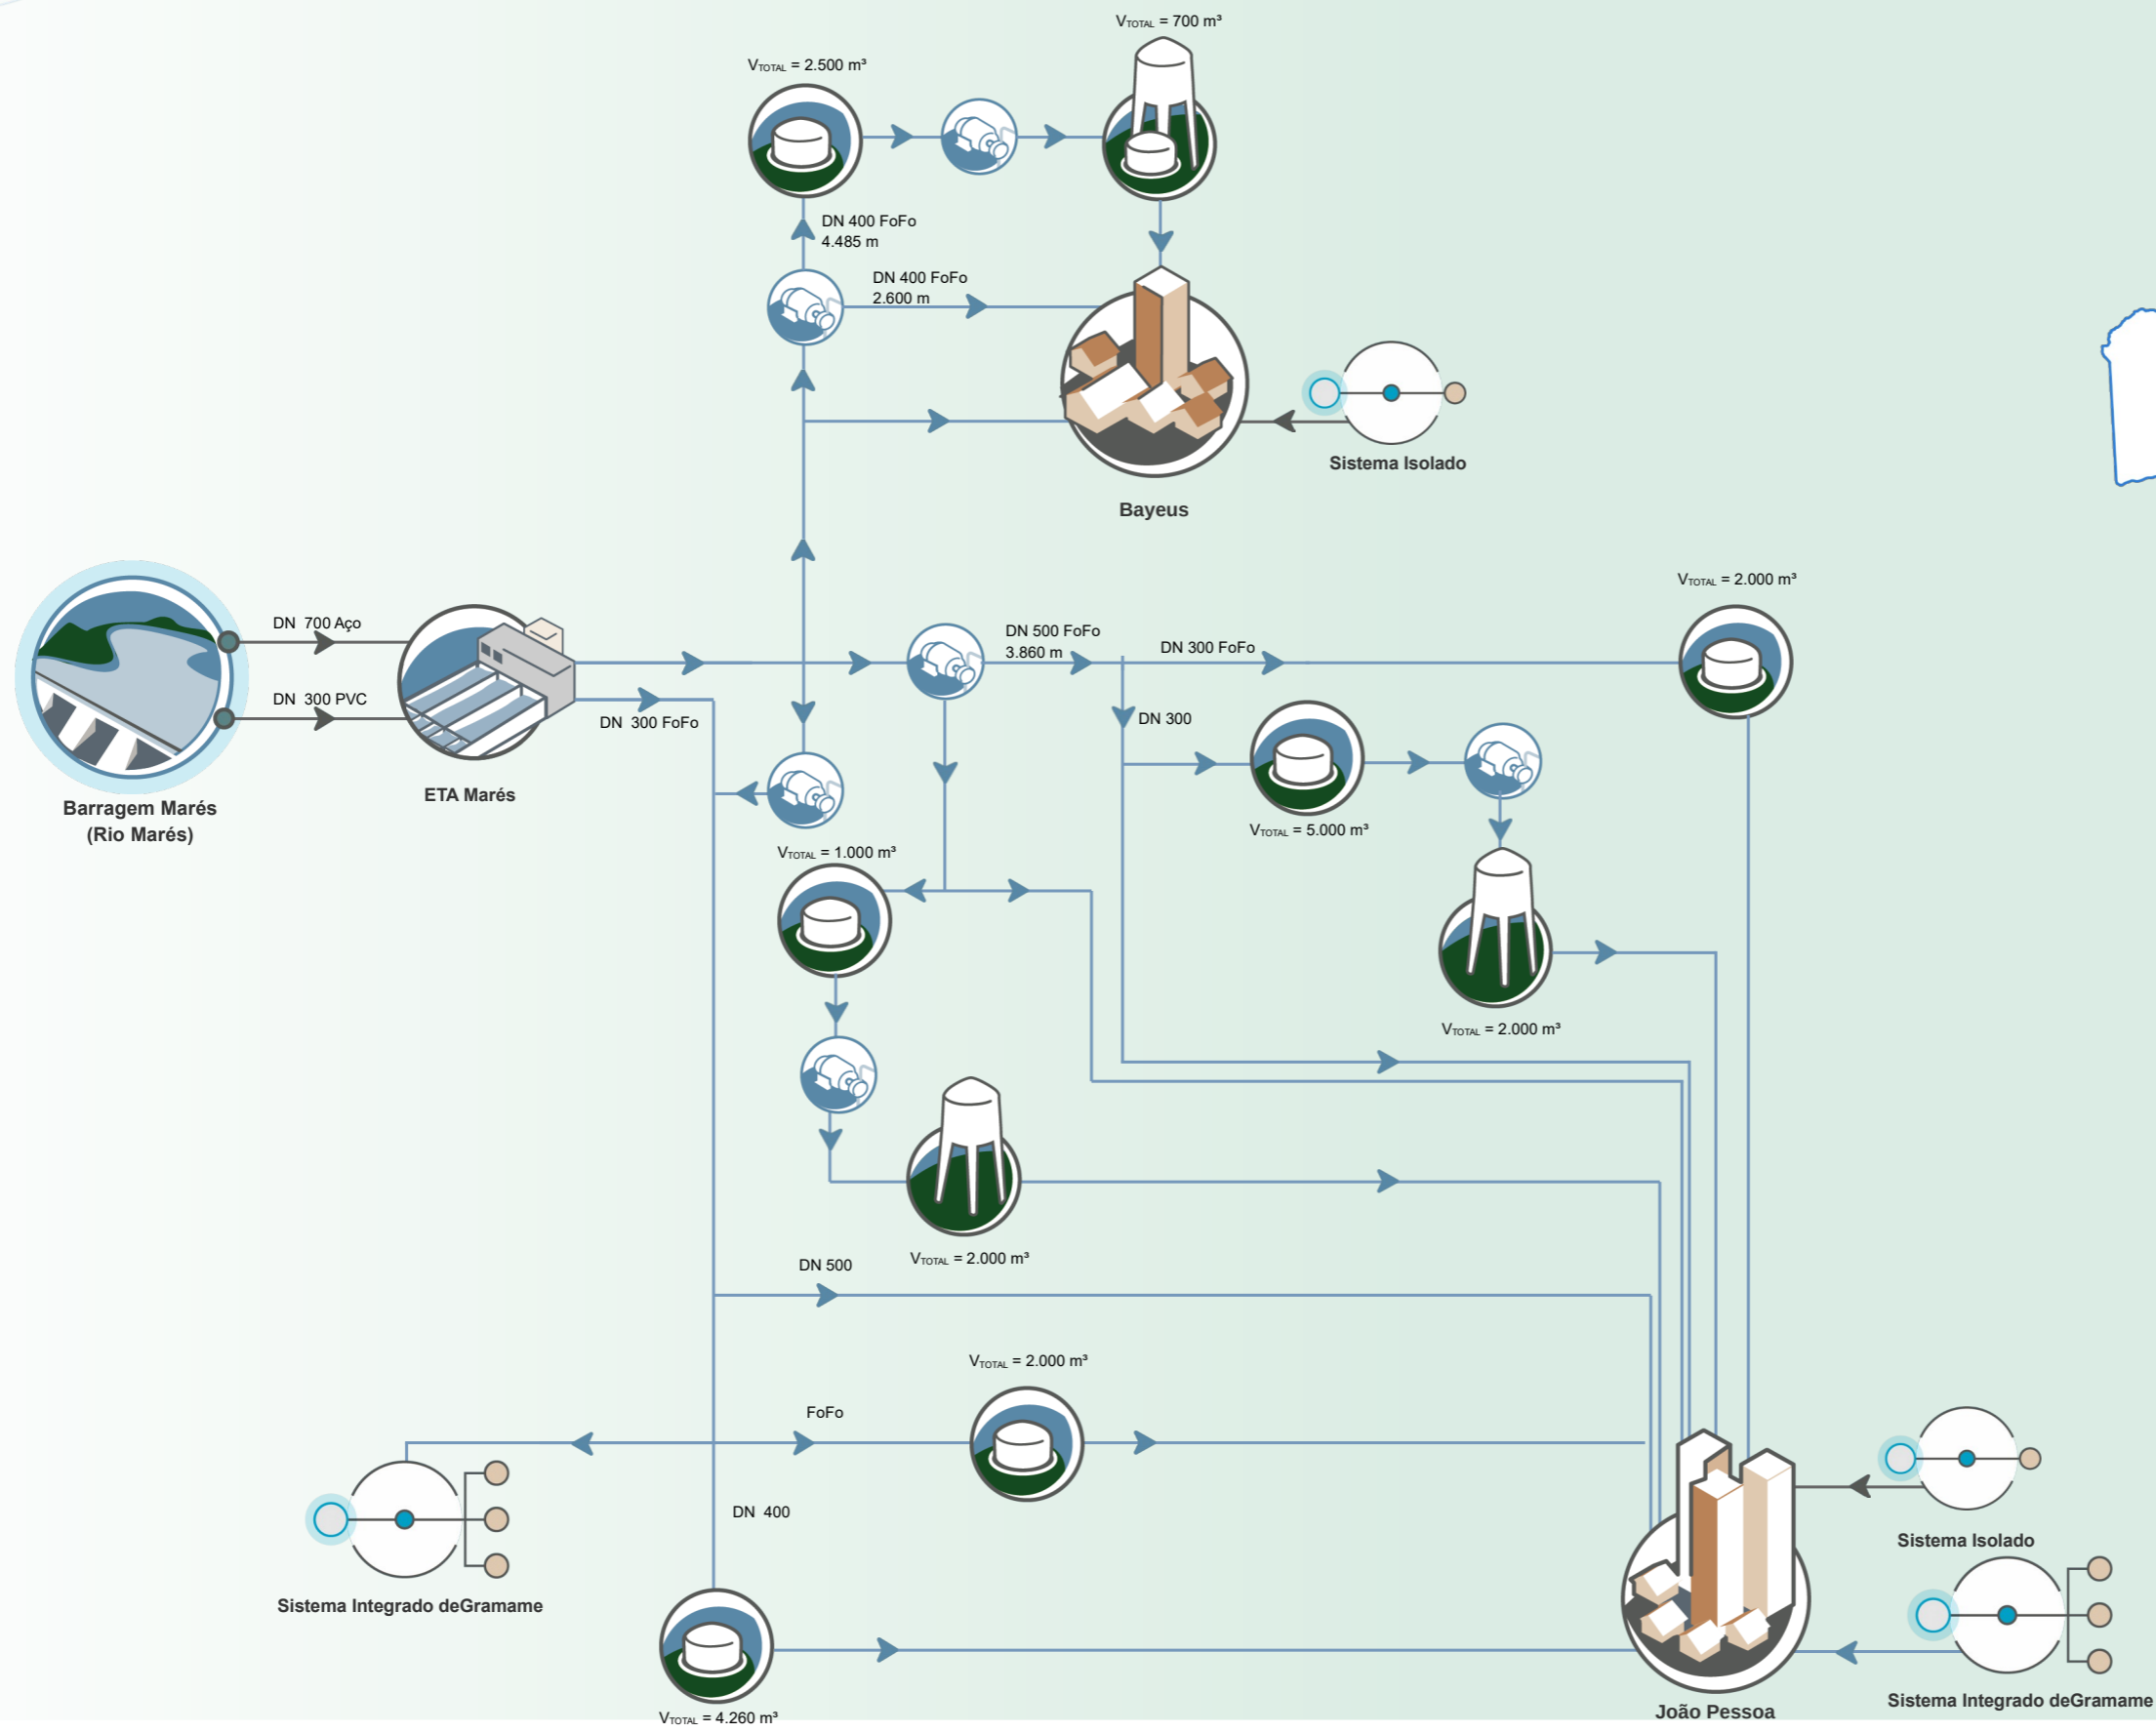 VTOTAL = 700 m³
VTOTAL = 2.500 m³
DN 400 FoFo
4.485 m
DN 400 FoFo
2.600 m
Sistema Isolado
Bayeus
VTOTAL = 2.000 m³
DN 700 Aço
DN 500 FoFo
3.860 m
DN 300 FoFo
DN 300 PVC
DN 300 FoFo
DN 300
ETA Marés
Barragem Marés
(Rio Marés)
VTOTAL = 5.000 m³
VTOTAL = 1.000 m³
VTOTAL = 2.000 m³
VTOTAL = 2.000 m³
DN 500
VTOTAL = 2.000 m³
FoFo
DN 400
Sistema Isolado
Sistema Integrado deGramame
Sistema Integrado deGramame
João Pessoa
VTOTAL = 4.260 m³